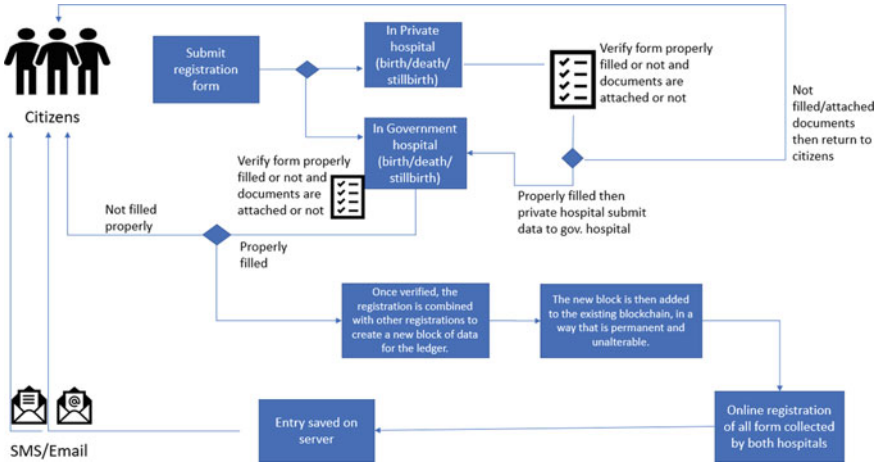 Citizens
Submit
registration
form
In Private
hospital
(birth/death/
stillbirth)
Verify form properly
filled or not and
documents are
attached or not
Not
filled/attached
documents
then return to
citizens
In Government
hospital
(birth/death/
stillbirth)
Verify form properly
filled or not and
documents are
attached or not
Properly filled then
private hospital submit
data to gov. hospital
Not filled
properly
Properly
filled
Once verified, the
registration is combined
with other registrations to
create a new block of data
for the ledger.
The new block is then added
to the existing blockchain, in a
way that is permanent and
unalterable.
Online registration
of all form collected
by both hospitals
Entry saved on
server
@
SMS/Email